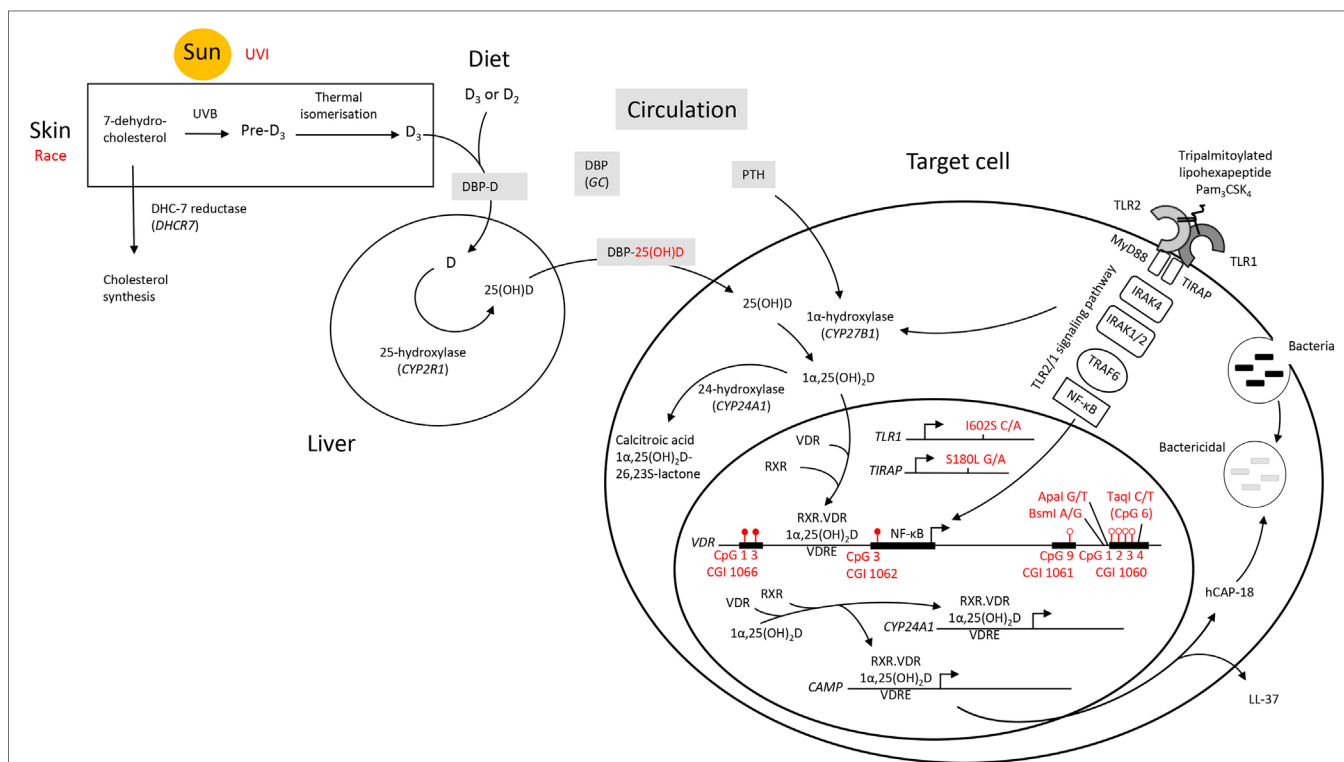 Sun
UVI
Skin
Race
7-dehydro-
cholesterol
UVB
Pre-D3
Thermal
isomerisation
D3
Diet
D3 or D2
DHC-7 reductase
(DHCR7)
Cholesterol
synthesis
DBP-D
D
25(OH)D
25-hydroxylase
(CYP2R1)
Liver
Circulation
DBP
(GC)
PTH
DBP-25(OH)D
Target cell
Tripalmitoylated
lipohexapeptide
Pam3CSK4
TLR2
TLR1
MyD88
TIRAP
IRAK4
IRAK1/2
TRAF6
NF-κB
TLR2/1 signaling pathway
25(OH)D
1α-hydroxylase
(CYP27B1)
1α,25(OH)2D
24-hydroxylase
(CYP24A1)
Calcitroic acid
1α,25(OH)2D-
26,23S-lactone
VDR
RXR
TLR1
I602S C/A
TIRAP
S180L G/A
RXR.VDR
1α,25(OH)2D
VDRE
NF-κB
ApaI G/T
BsmI A/G
TaqI C/T
(CpG 6)
VDR
CpG 1 3
CGI 1066
CpG 3
CGI 1062
CpG 9
CGI 1061
CpG 1 2 3 4
CGI 1060
VDR
RXR
1α,25(OH)2D
RXR.VDR
1α,25(OH)2D
CYP24A1
VDRE
RXR.VDR
1α,25(OH)2D
CAMP
VDRE
Bacteria
Bactericidal
hCAP-18
LL-37